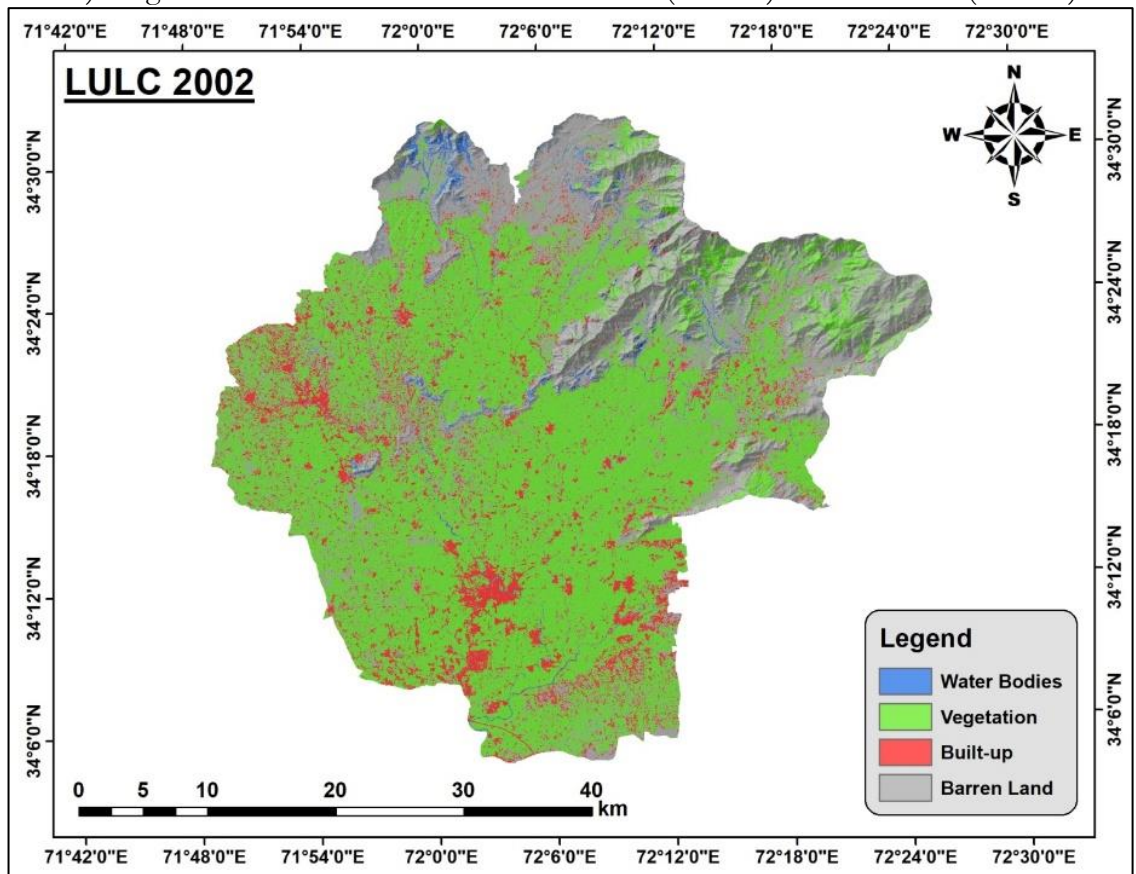 71°42'0"E 71°48'0"E 71°54'0"E 72°0'0"E 72°6'0"E 72°12'0"E 72°18'0"E 72°24'0"E 72°30'0"E
LULC 2002
N
W E
S
34°30'0"N 34°30'0"N
34°24'0"N 34°24'0"N
34°18'0"N 34°18'0"N
34°12'0"N 34°12'0"N
34°6'0"N 34°6'0"N
Legend
Water Bodies
Vegetation
Built-up
Barren Land
0 5 10 20 30 40
km
71°42'0"E 71°48'0"E 71°54'0"E 72°0'0"E 72°6'0"E 72°12'0"E 72°18'0"E 72°24'0"E 72°30'0"E